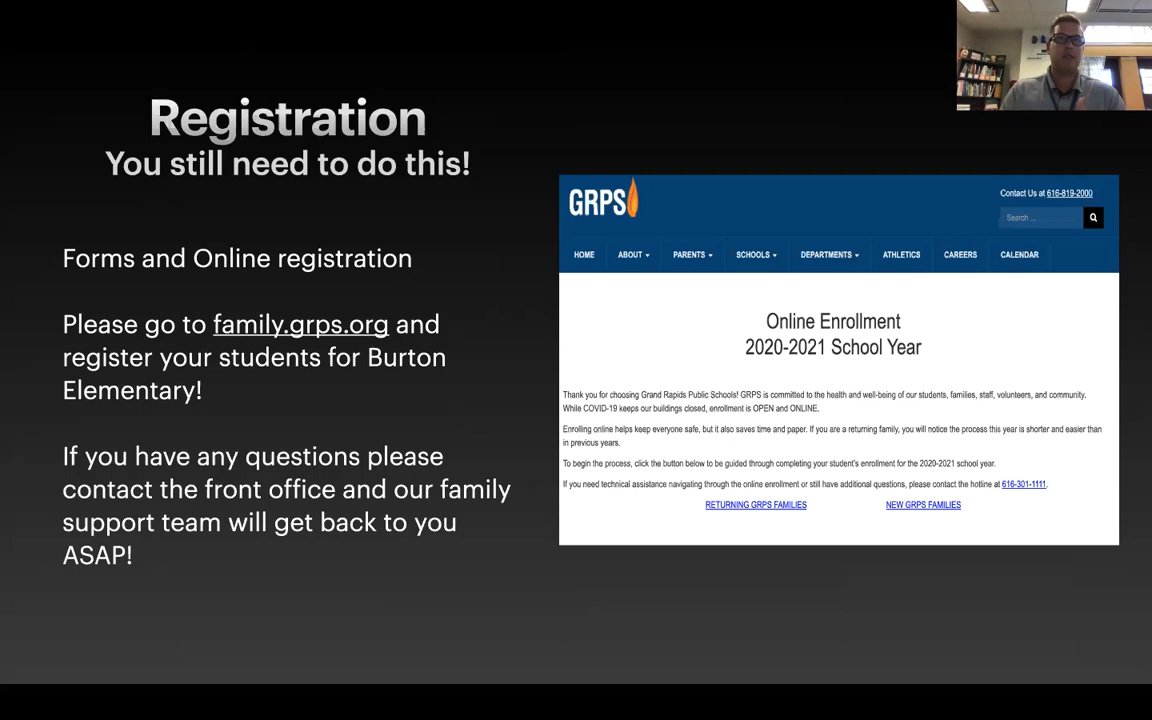 Registration
You still need to do this!
Forms and Online registration
Please go to family.grps.org and
register your students for Burton
Elementary!
If you have any questions please
contact the front office and our family
support team will get back to you
ASAP!
GRPS
Contact Us at 616-819-2000
Search ...
HOME ABOUT PARENTS SCHOOLS DEPARTMENTS ATHLETICS CAREERS CALENDAR
Online Enrollment
2020-2021 School Year
Thank you for choosing Grand Rapids Public Schools! GRPS is committed to the health and well-being of our students, families, staff, volunteers, and community.
While COVID-19 keeps our buildings closed, enrollment is OPEN and ONLINE.
Enrolling online helps keep everyone safe, but it also saves time and paper. If you are a returning family, you will notice the process this year is shorter and easier than
in previous years.
To begin the process, click the button below to be guided through completing your student's enrollment for the 2020-2021 school year.
If you need technical assistance navigating through the online enrollment or still have additional questions, please contact the hotline at 616-301-1111.
RETURNING GRPS FAMILIES NEW GRPS FAMILIES